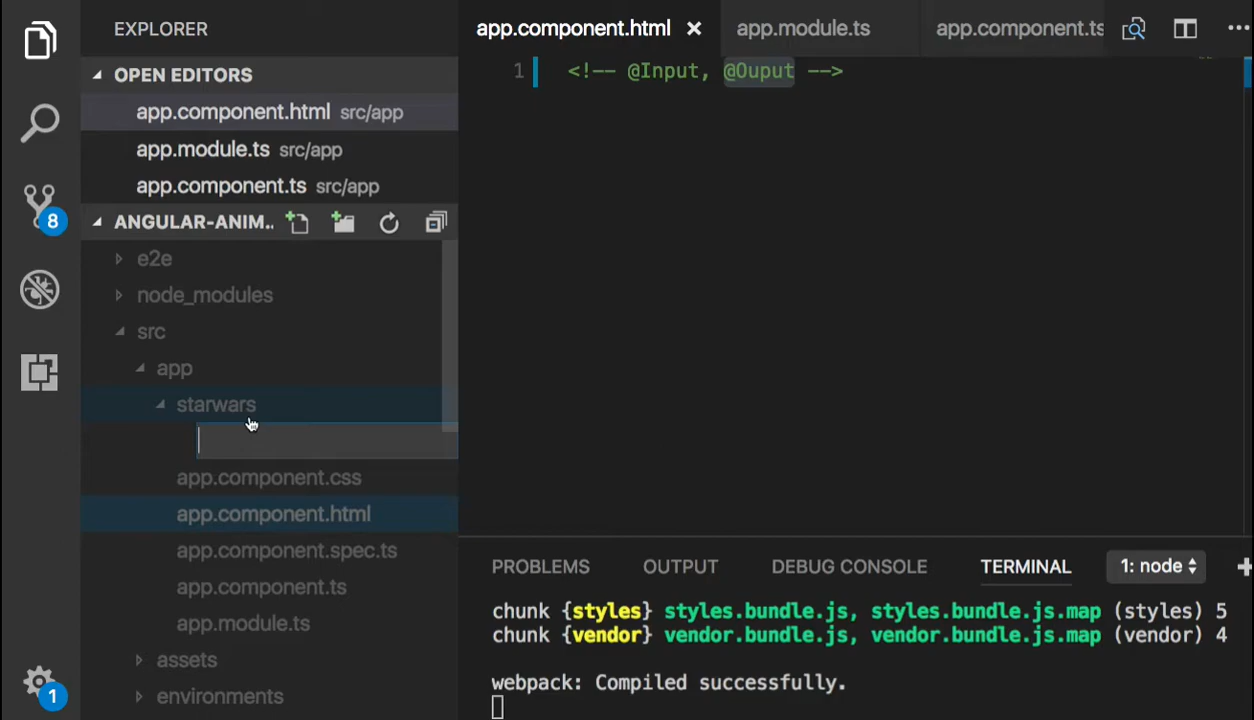 EXPLORER
OPEN EDITORS
app.component.html src/app
app.module.ts src/app
app.component.ts src/app
ANGULAR-ANIM..
e2e
node_modules
src
app
starwars
app.component.css
app.component.html
app.component.spec.ts
app.component.ts
app.module.ts
assets
environments
8
1
app.component.html
app.module.ts
app.component.ts
1 <!-- @Input, @Ouput -->
PROBLEMS OUTPUT DEBUG CONSOLE TERMINAL 1: node
chunk {styles} styles.bundle.js, styles.bundle.js.map (styles) 5
chunk {vendor} vendor.bundle.js, vendor.bundle.js.map (vendor) 4
webpack: Compiled successfully.